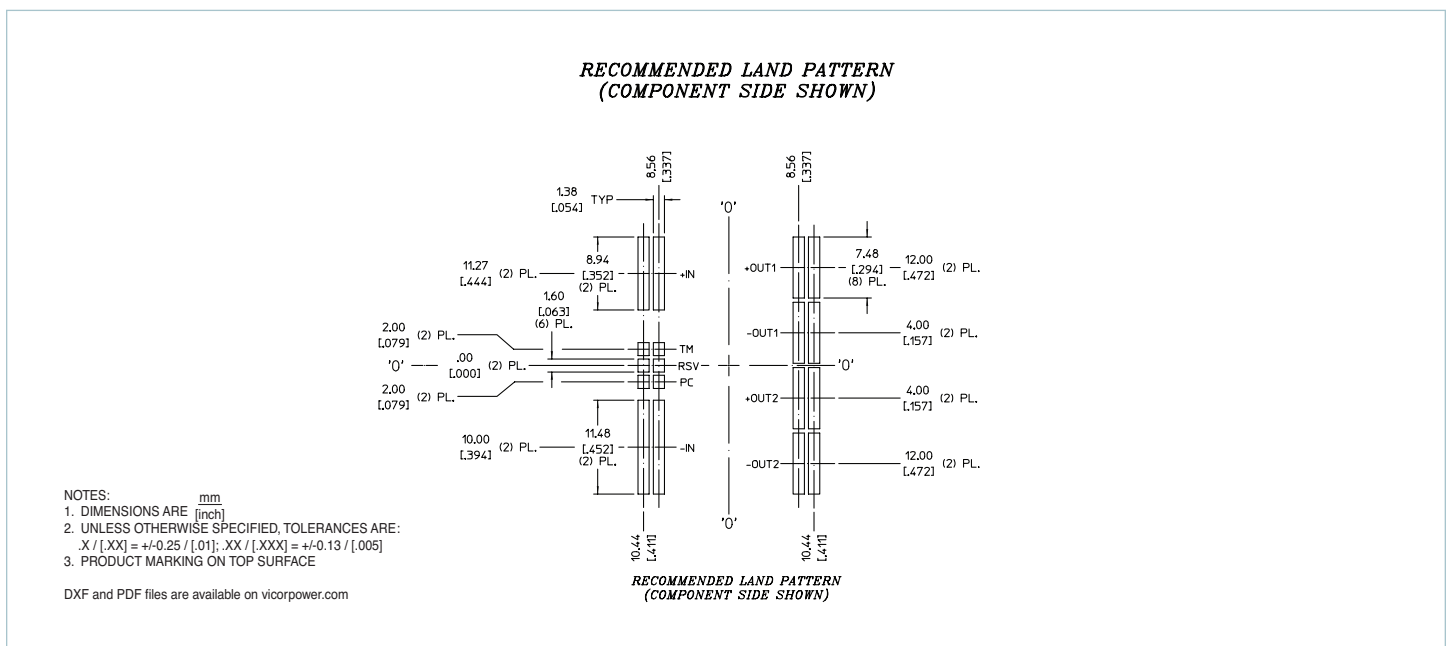 RECOMMENDED LAND PATTERN
(COMPONENT SIDE SHOWN)
8.56
[.337]
8.56
[.337]
1.38
[.054]
TYP
'0'
11.27
[.444]
(2) PL.
8.94
[.352]
(2) PL.
+IN
+OUT1
7.48
[.294]
(8) PL.
12.00
[.472]
(2) PL.
1.60
[.063]
(6) PL.
2.00
[.079]
(2) PL.
TM
-OUT1
4.00
[.157]
(2) PL.
'0'
.00
[.000]
(2) PL.
RSV
'0'
2.00
[.079]
(2) PL.
PC
+OUT2
4.00
[.157]
(2) PL.
10.00
[.394]
(2) PL.
11.48
[.452]
(2) PL.
-IN
-OUT2
12.00
[.472]
(2) PL.
'0'
10.44
[.411]
10.44
[.411]
RECOMMENDED LAND PATTERN
(COMPONENT SIDE SHOWN)
NOTES:
1. DIMENSIONS ARE mm
[inch]
2. UNLESS OTHERWISE SPECIFIED, TOLERANCES ARE:
.X / [.XX] = +/-0.25 / [.01]; .XX / [.XXX] = +/-0.13 / [.005]
3. PRODUCT MARKING ON TOP SURFACE
DXF and PDF files are available on vicorpower.com